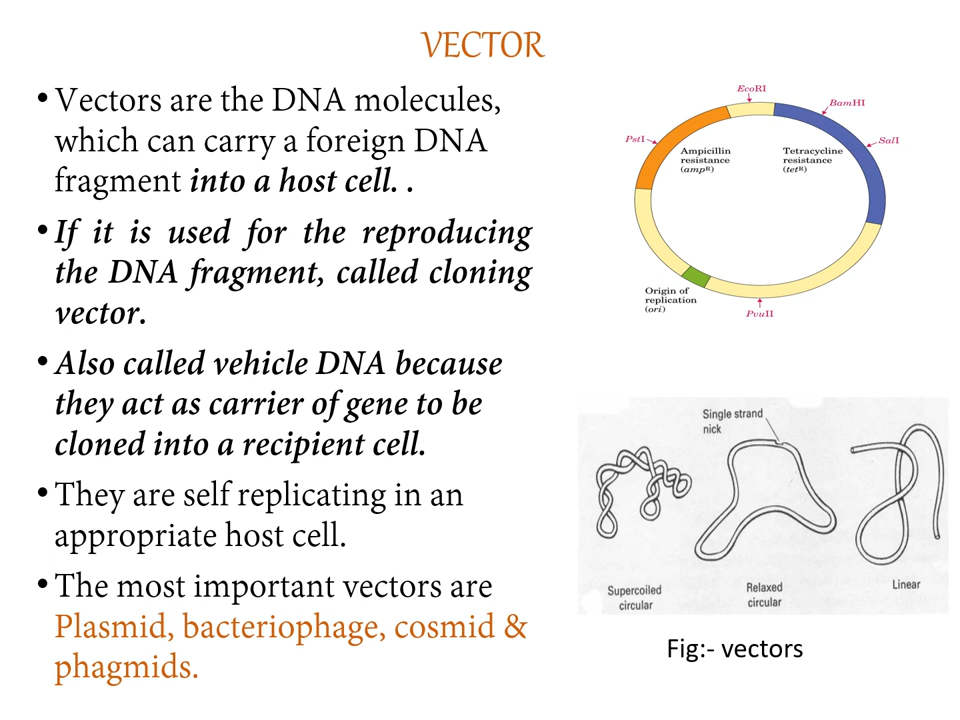 VECTOR
• Vectors are the DNA molecules,
which can carry a foreign DNA
fragment into a host cell. .
• If it is used for the reproducing
the DNA fragment, called cloning
vector.
• Also called vehicle DNA because
they act as carrier of gene to be
cloned into a recipient cell.
• They are self replicating in an
appropriate host cell.
• The most important vectors are
Plasmid, bacteriophage, cosmid &
phagmids.
EcoRI
BamHI
PstI
SalI
Ampicillin
resistance
(ampR)
Tetracycline
resistance
(tetR)
Origin of
replication
(ori)
PvuII
Single strand
nick
Supercoiled
circular
Relaxed
circular
Linear
Fig:- vectors